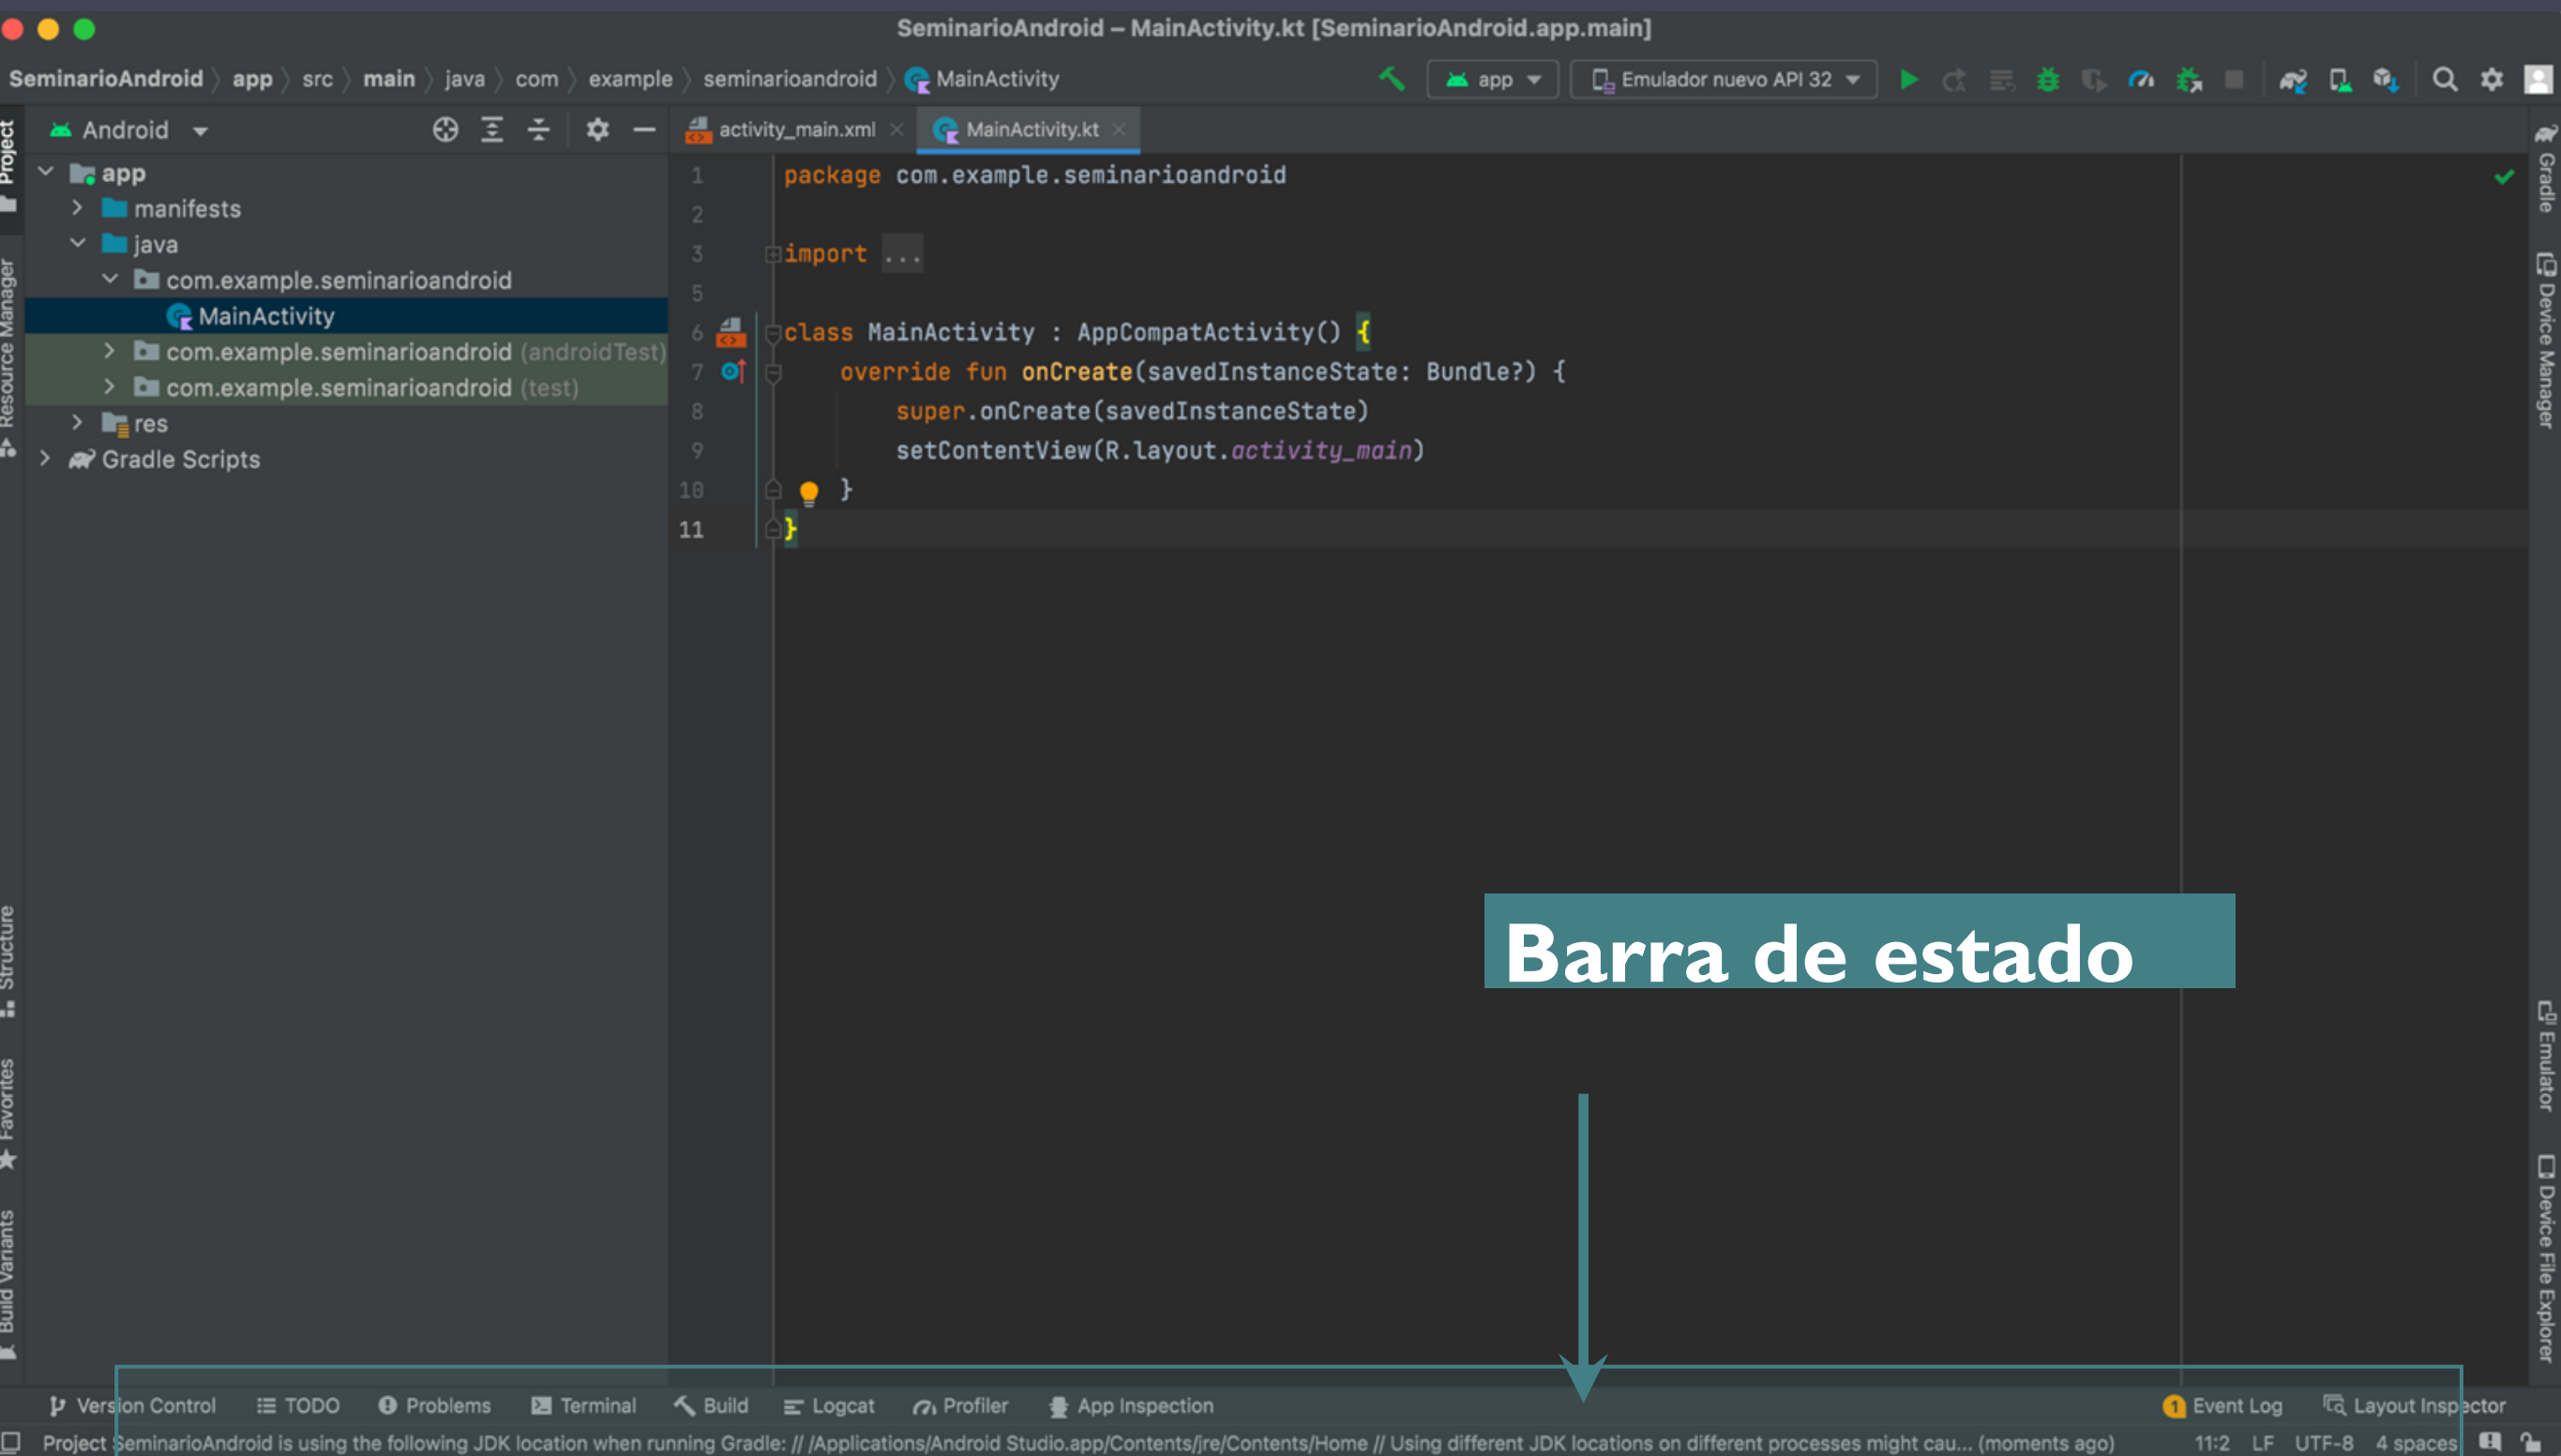 SeminarioAndroid – MainActivity.kt [SeminarioAndroid.app.main]
SeminarioAndroid app src main java com example seminarioandroid MainActivity
app
Emulador nuevo API 32
Project
Resource Manager
Structure
Favorites
Build Variants
Android
app
manifests
java
com.example.seminarioandroid
MainActivity
com.example.seminarioandroid (androidTest)
com.example.seminarioandroid (test)
res
Gradle Scripts
activity_main.xml
MainActivity.kt
1 package com.example.seminarioandroid
2
3 import ...
5
6 class MainActivity : AppCompatActivity() {
7 override fun onCreate(savedInstanceState: Bundle?) {
8 super.onCreate(savedInstanceState)
9 setContentView(R.layout.activity_main)
10 }
11 }
Barra de estado
Gradle
Device Manager
Emulator
Device File Explorer
Version Control TODO Problems Terminal Build Logcat Profiler App Inspection 1 Event Log Layout Inspector
Project SeminarioAndroid is using the following JDK location when running Gradle: // /Applications/Android Studio.app/Contents/jre/Contents/Home // Using different JDK locations on different processes might cau... (moments ago) 11:2 LF UTF-8 4 spaces